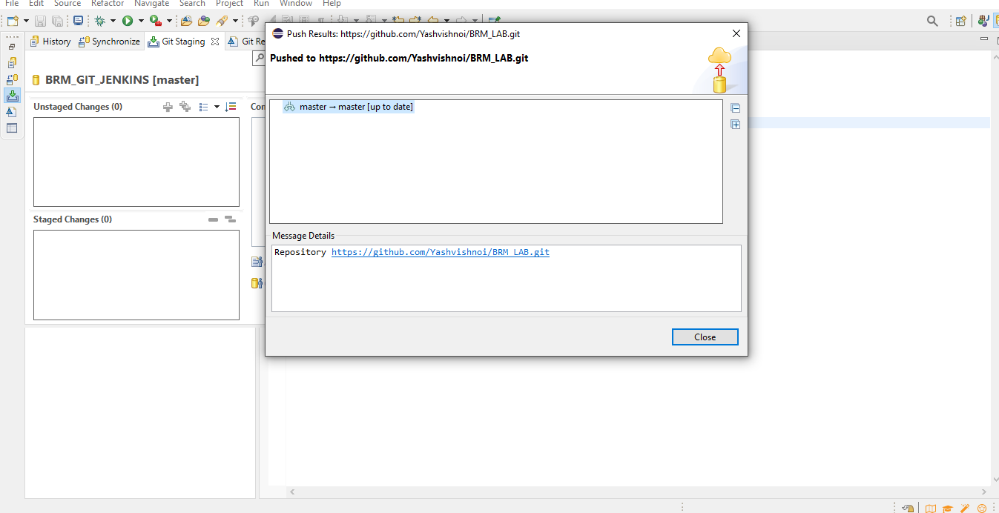 File Edit Source Refactor Navigate Search Project Run Window Help
History Synchronize Git Staging Git Re
BRM_GIT_JENKINS [master]
Unstaged Changes (0)
Con
Staged Changes (0)
Push Results: https://github.com/Yashvishnoi/BRM_LAB.git
Pushed to https://github.com/Yashvishnoi/BRM_LAB.git
master → master [up to date]
Message Details
Repository https://github.com/Yashvishnoi/BRM_LAB.git
Close